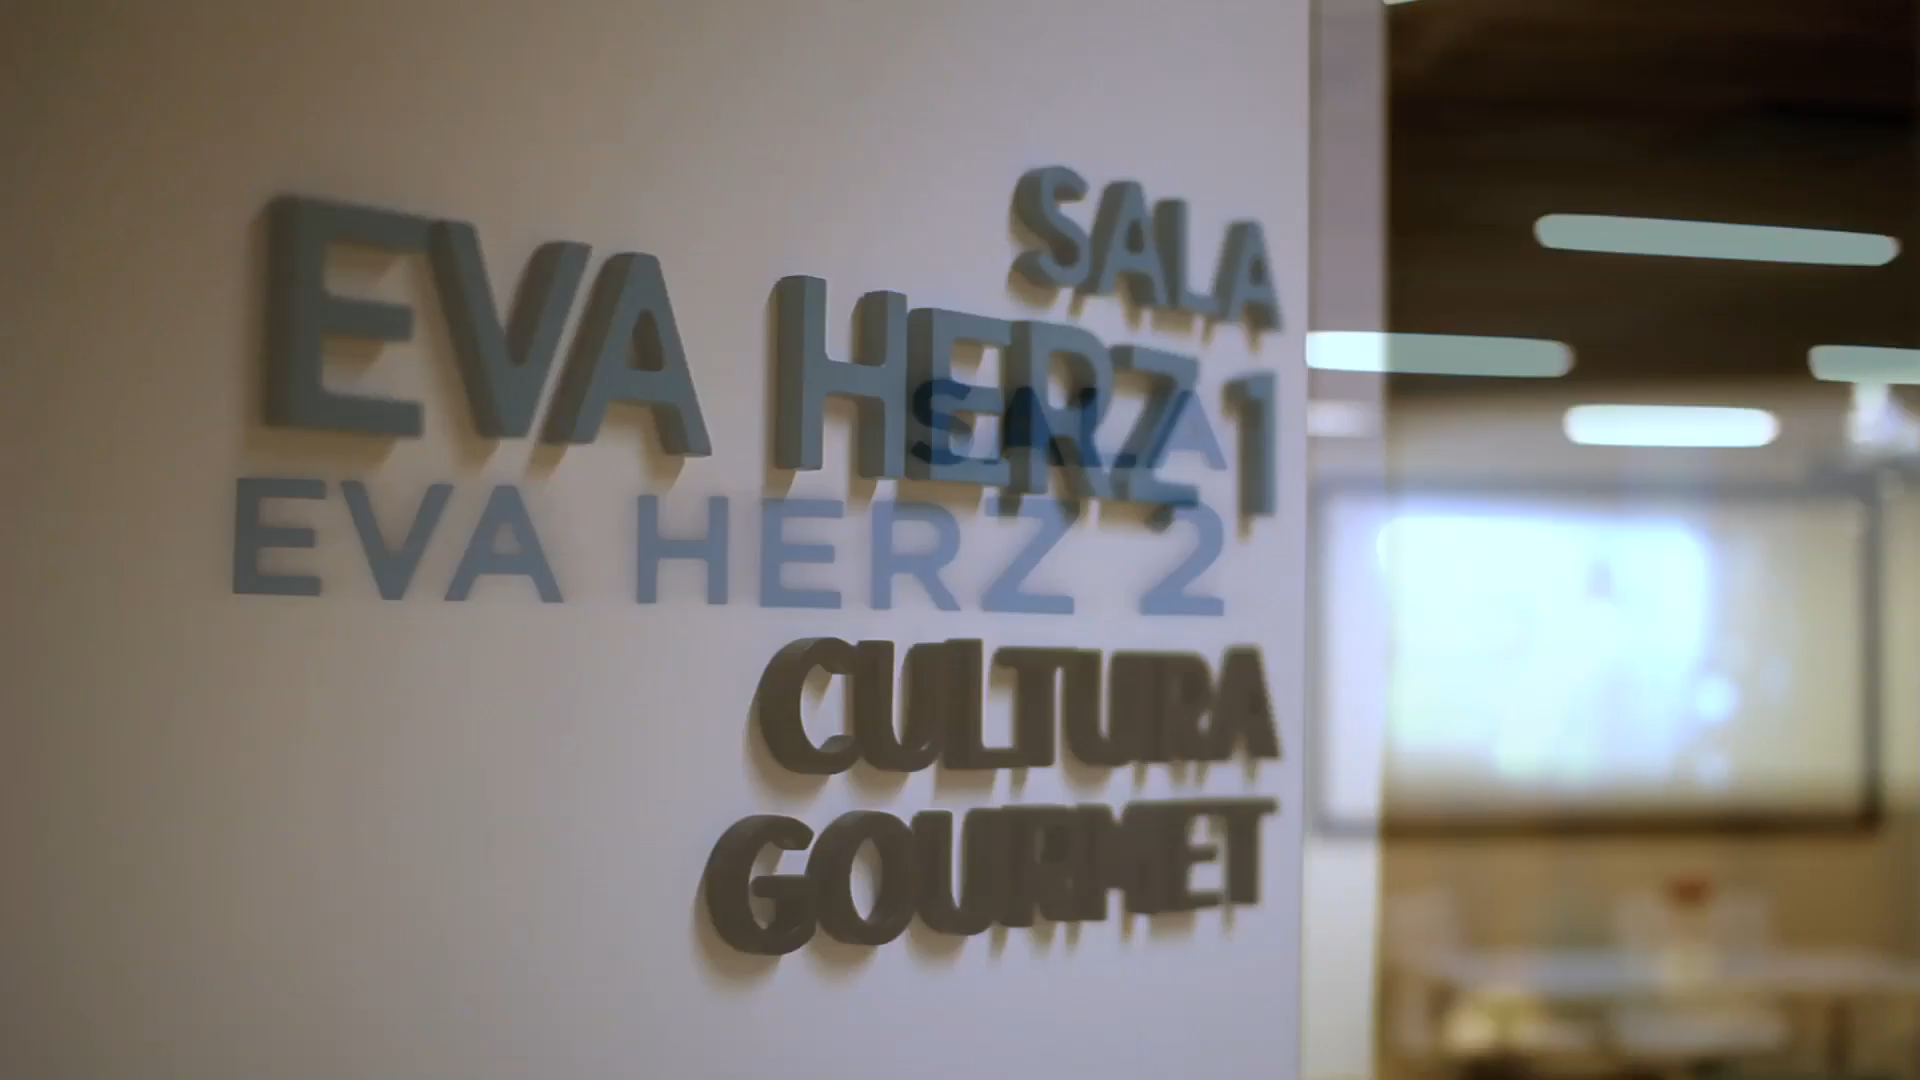 SALA
EVA HERZ 1
SALA
EVA HERZ 2
CULTURA
GOURMET